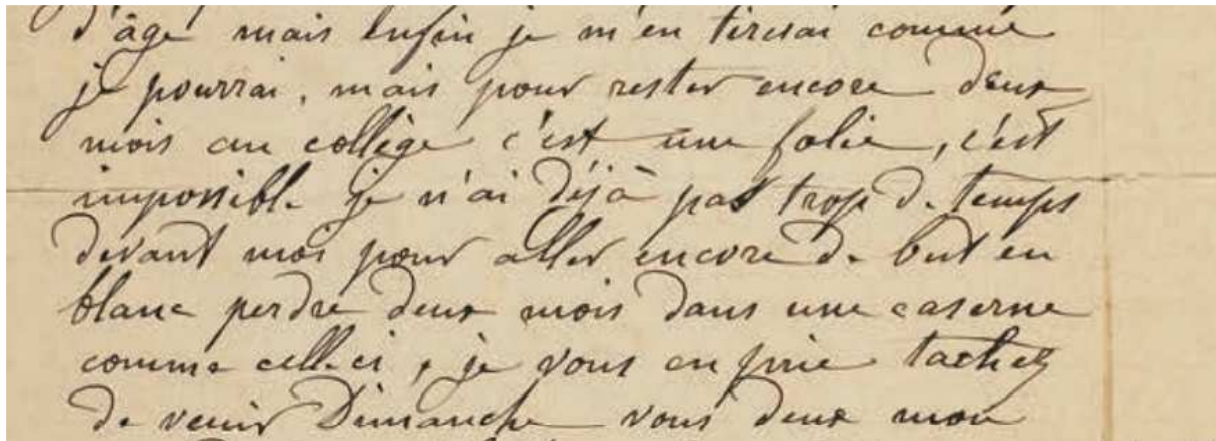 d'âge mais enfin je m'en tirerai comme
je pourrai, mais pour rester encore deux
mois au collège c'est une folie, c'est
impossible je n'ai déjà pas trop de temps
devant moi pour aller encore de but en
blanc perdre deux mois dans une caserne
comme celle-ci, je vous en prie tachez
de venir Dimanche vous deux mon